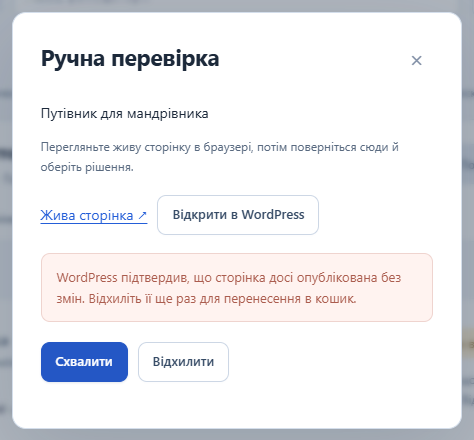 Ручна перевірка
×
Путівник для мандрівника
Перегляньте живу сторінку в браузері, потім поверніться сюди й
оберіть рішення.
Жива сторінка ↗
Відкрити в WordPress
WordPress підтвердив, що сторінка досі опублікована без
змін. Відхиліть її ще раз для перенесення в кошик.
Схвалити
Відхилити